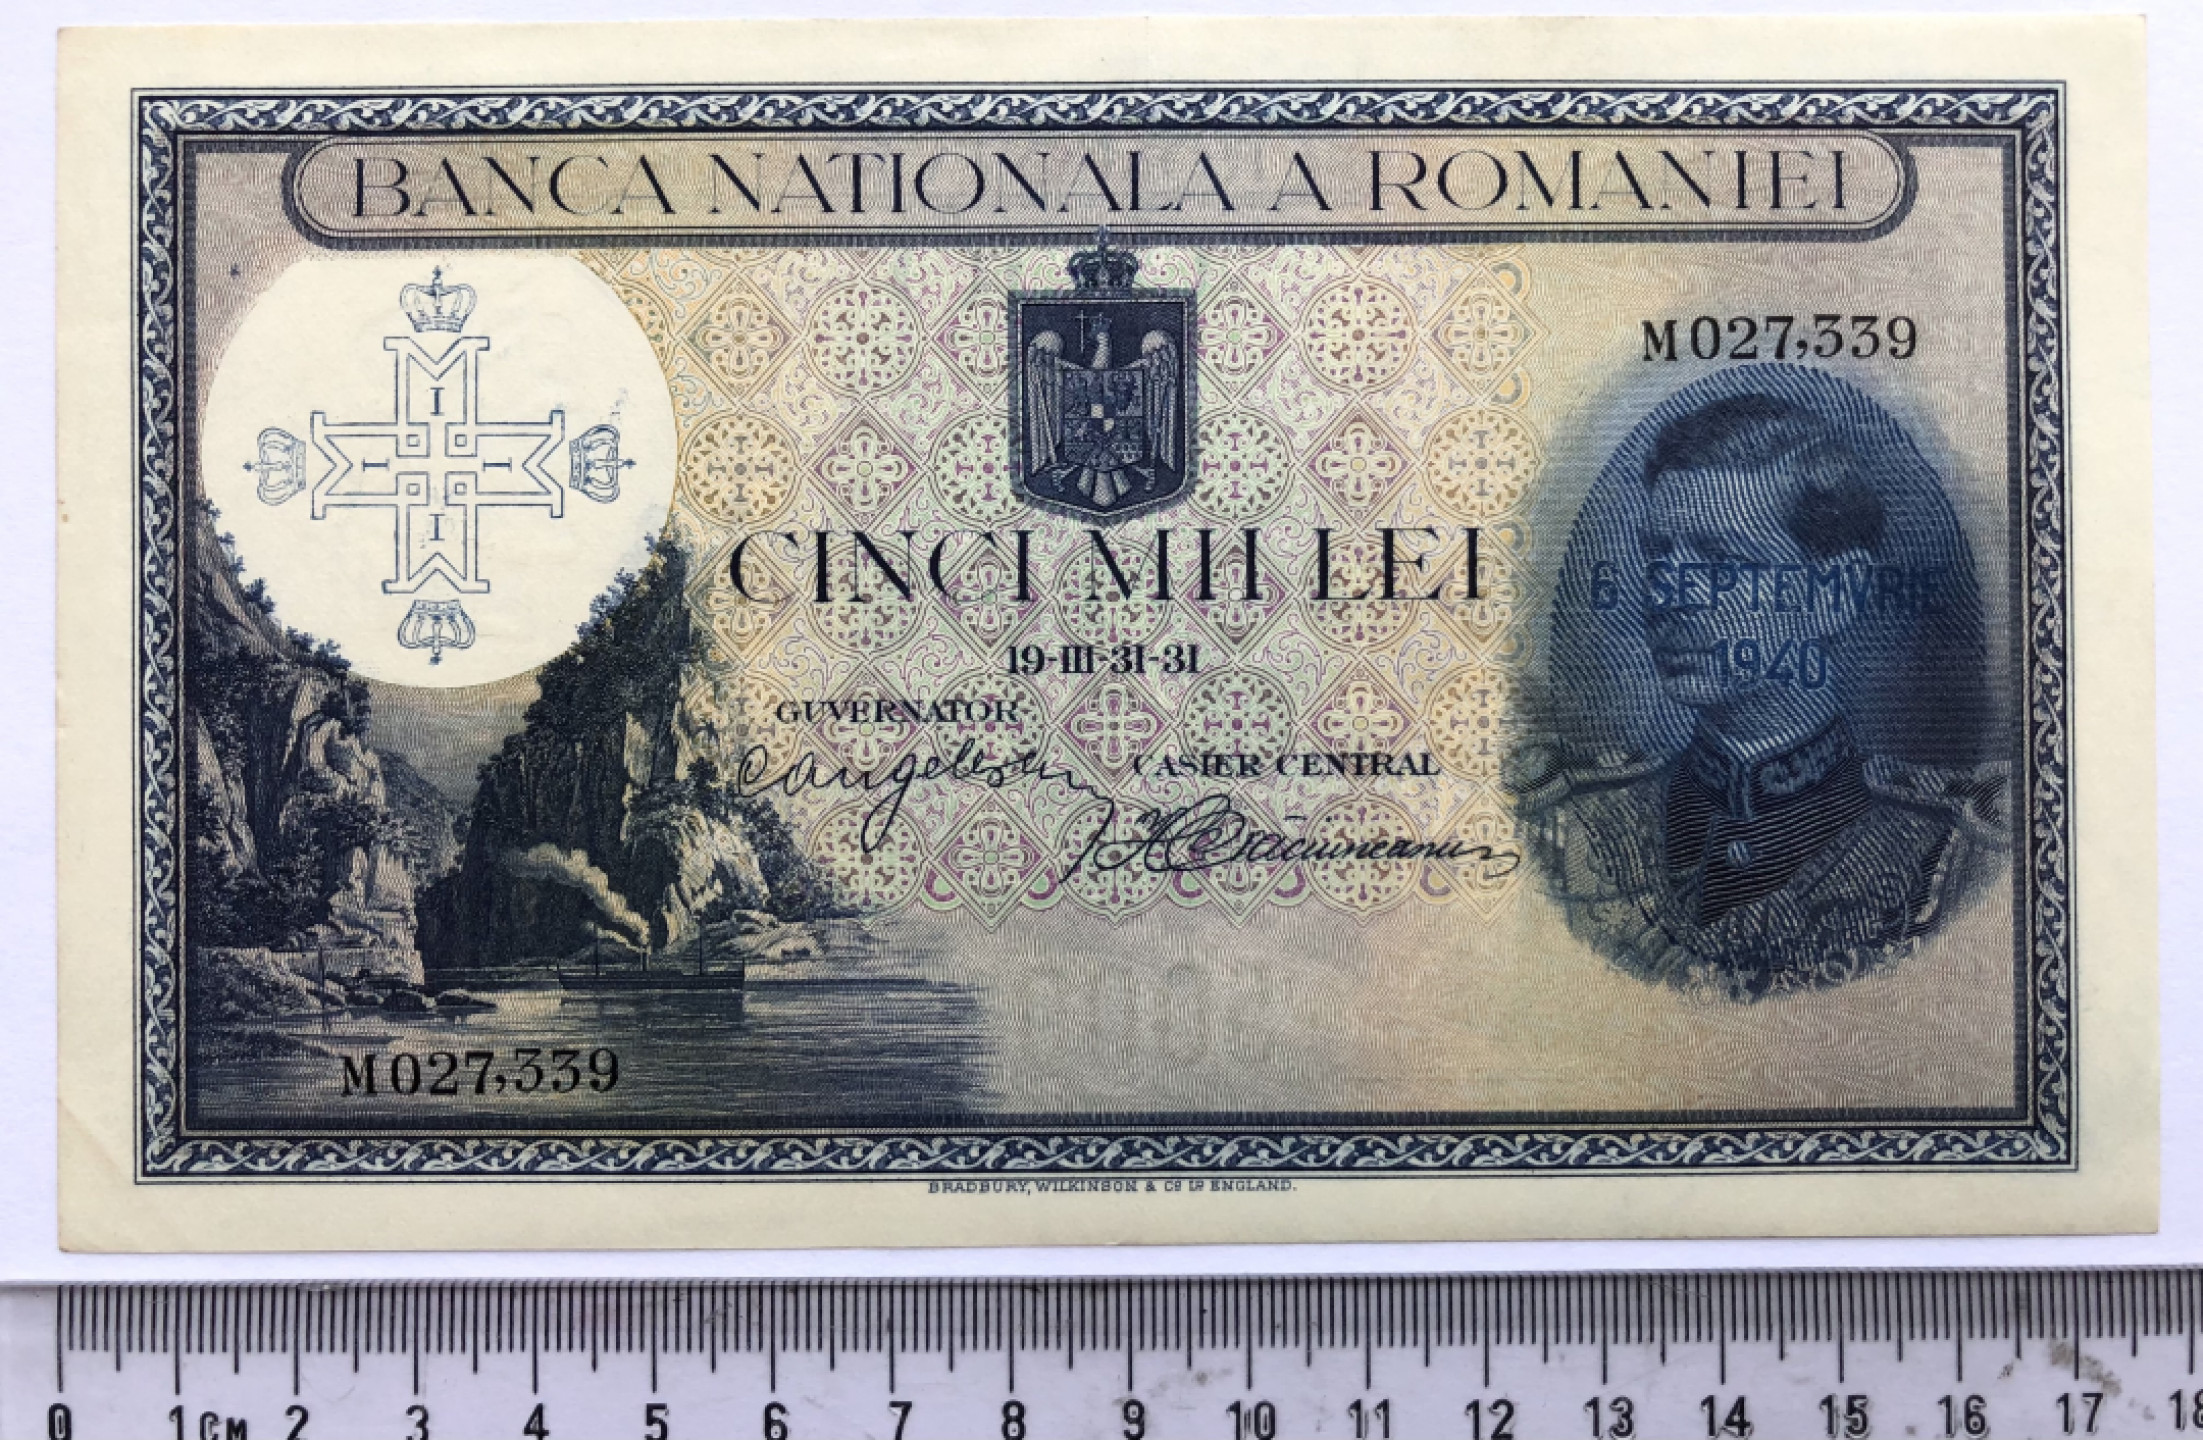 BANCA NATIONALA A ROMANIEI
M027,339
I
I I
I
CINCI MII LEI
6 SEPTEMVRIE
1940
19-III-31-31
GUVERNATOR
CASIER CENTRAL
M027,339
BRADBURY, WILKINSON & Cº Lᴰ ENGLAND.
0 1CM 2 3 4 5 6 7 8 9 10 11 12 13 14 15 16 17 18